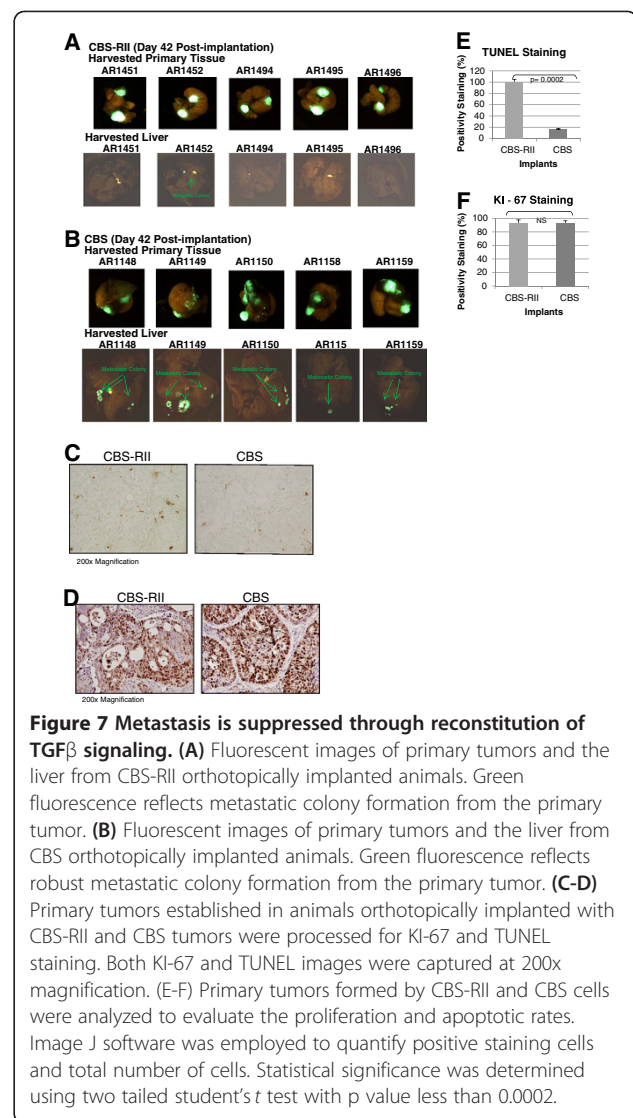 A CBS-RII (Day 42 Post-implantation)
Harvested Primary Tissue
AR1451 AR1452 AR1494 AR1495 AR1496
Harvested Liver
AR1451 AR1452 AR1494 AR1495 AR1496
Metastatic Colony
B CBS (Day 42 Post-implantation)
Harvested Primary Tissue
AR1148 AR1149 AR1150 AR1158 AR1159
Harvested Liver
AR1148 AR1149 AR1150 AR115 AR1159
Metastatic Colony Metastatic Colony Metastatic Colony Metastatic Colony Metastatic Colony
C CBS-RII CBS
200x Magnification
D CBS-RII CBS
200x Magnification
E TUNEL Staining
Positivity Staining (%)
120
100
80
60
40
20
0
p= 0.0002
CBS-RII CBS
Implants
F KI - 67 Staining
Positivity Staining (%)
100
80
60
40
20
0
NS
CBS-RII CBS
Implants
Figure 7 Metastasis is suppressed through reconstitution of
TGFβ signaling. (A) Fluorescent images of primary tumors and the
liver from CBS-RII orthotopically implanted animals. Green
fluorescence reflects metastatic colony formation from the primary
tumor. (B) Fluorescent images of primary tumors and the liver from
CBS orthotopically implanted animals. Green fluorescence reflects
robust metastatic colony formation from the primary tumor. (C-D)
Primary tumors established in animals orthotopically implanted with
CBS-RII and CBS tumors were processed for KI-67 and TUNEL
staining. Both KI-67 and TUNEL images were captured at 200x
magnification. (E-F) Primary tumors formed by CBS-RII and CBS cells
were analyzed to evaluate the proliferation and apoptotic rates.
Image J software was employed to quantify positive staining cells
and total number of cells. Statistical significance was determined
using two tailed student's t test with p value less than 0.0002.